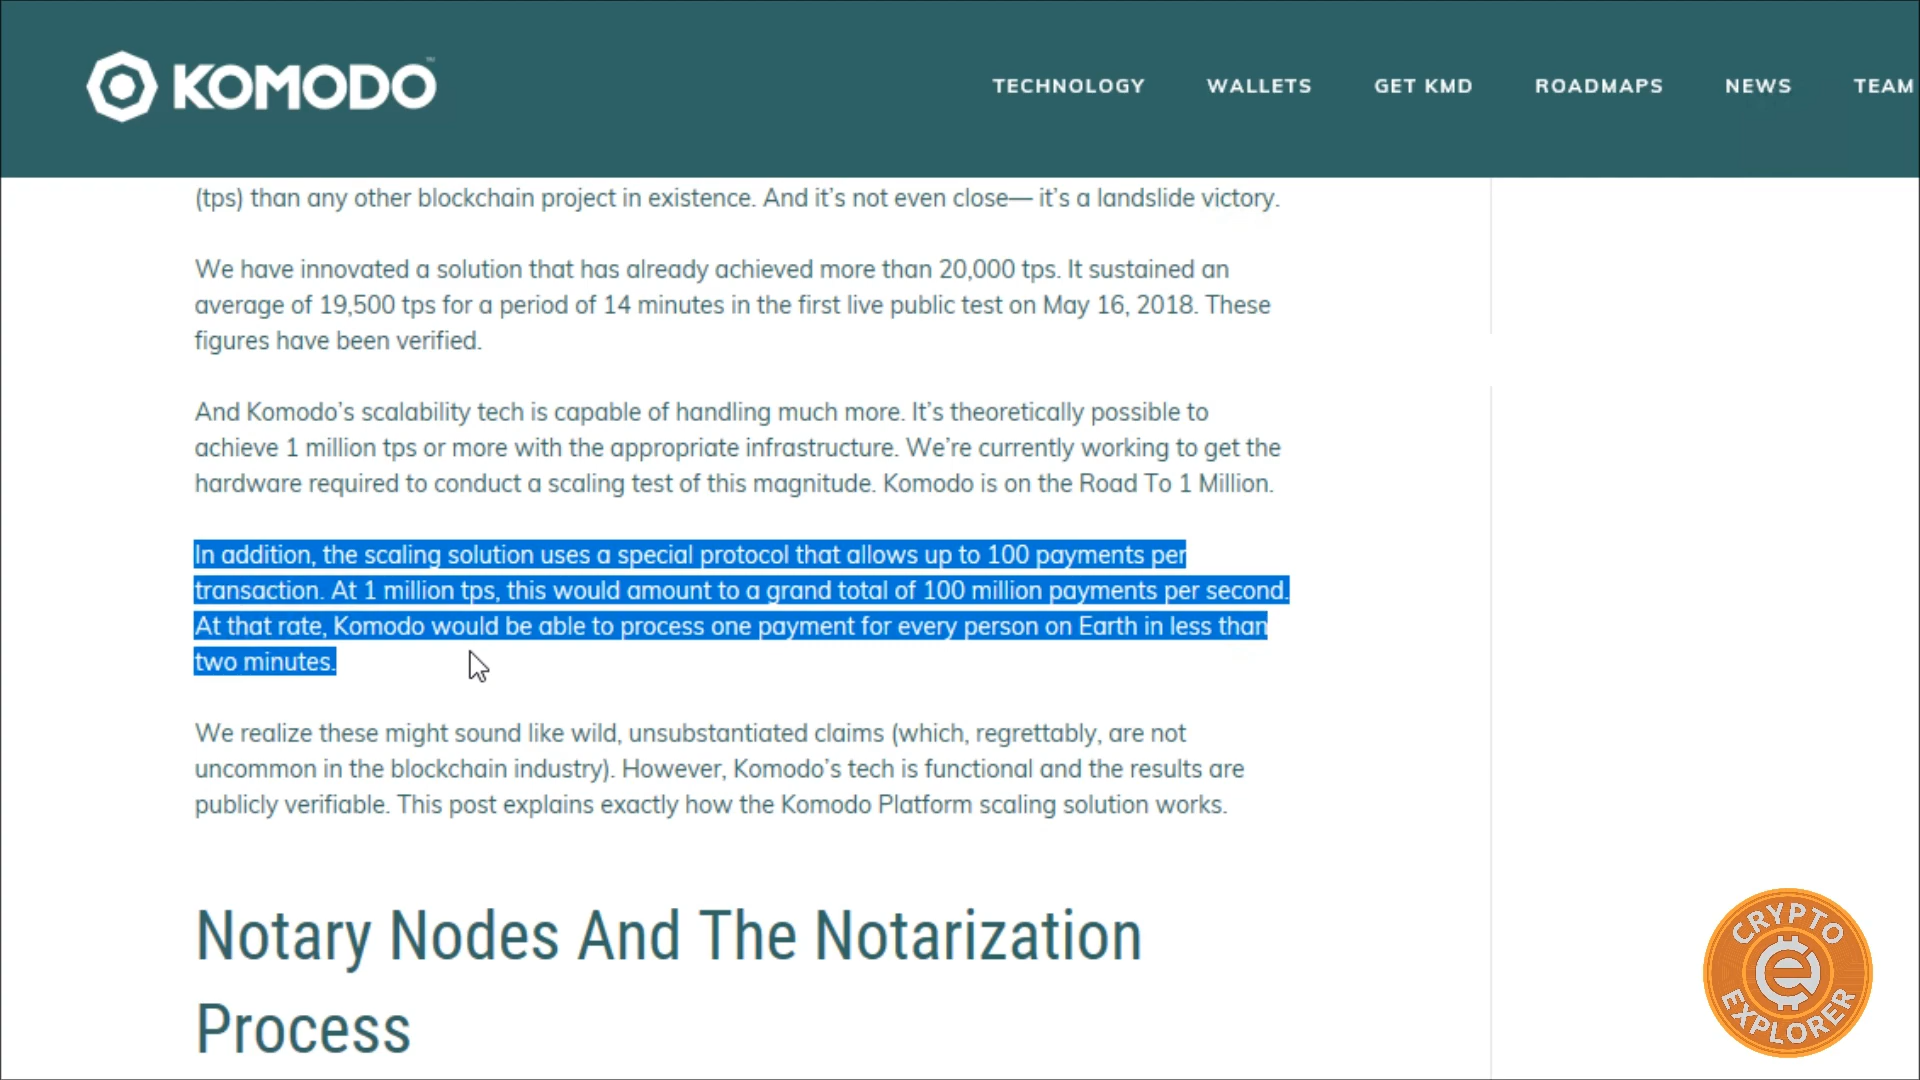 KOMODO™
TECHNOLOGY WALLETS GET KMD ROADMAPS NEWS TEAM
(tps) than any other blockchain project in existence. And it’s not even close— it’s a landslide victory.
We have innovated a solution that has already achieved more than 20,000 tps. It sustained an
average of 19,500 tps for a period of 14 minutes in the first live public test on May 16, 2018. These
figures have been verified.
And Komodo’s scalability tech is capable of handling much more. It’s theoretically possible to
achieve 1 million tps or more with the appropriate infrastructure. We’re currently working to get the
hardware required to conduct a scaling test of this magnitude. Komodo is on the Road To 1 Million.
In addition, the scaling solution uses a special protocol that allows up to 100 payments per
transaction. At 1 million tps, this would amount to a grand total of 100 million payments per second.
At that rate, Komodo would be able to process one payment for every person on Earth in less than
two minutes.
We realize these might sound like wild, unsubstantiated claims (which, regrettably, are not
uncommon in the blockchain industry). However, Komodo’s tech is functional and the results are
publicly verifiable. This post explains exactly how the Komodo Platform scaling solution works.
Notary Nodes And The Notarization
Process
CRYPTO
e
EXPLORER